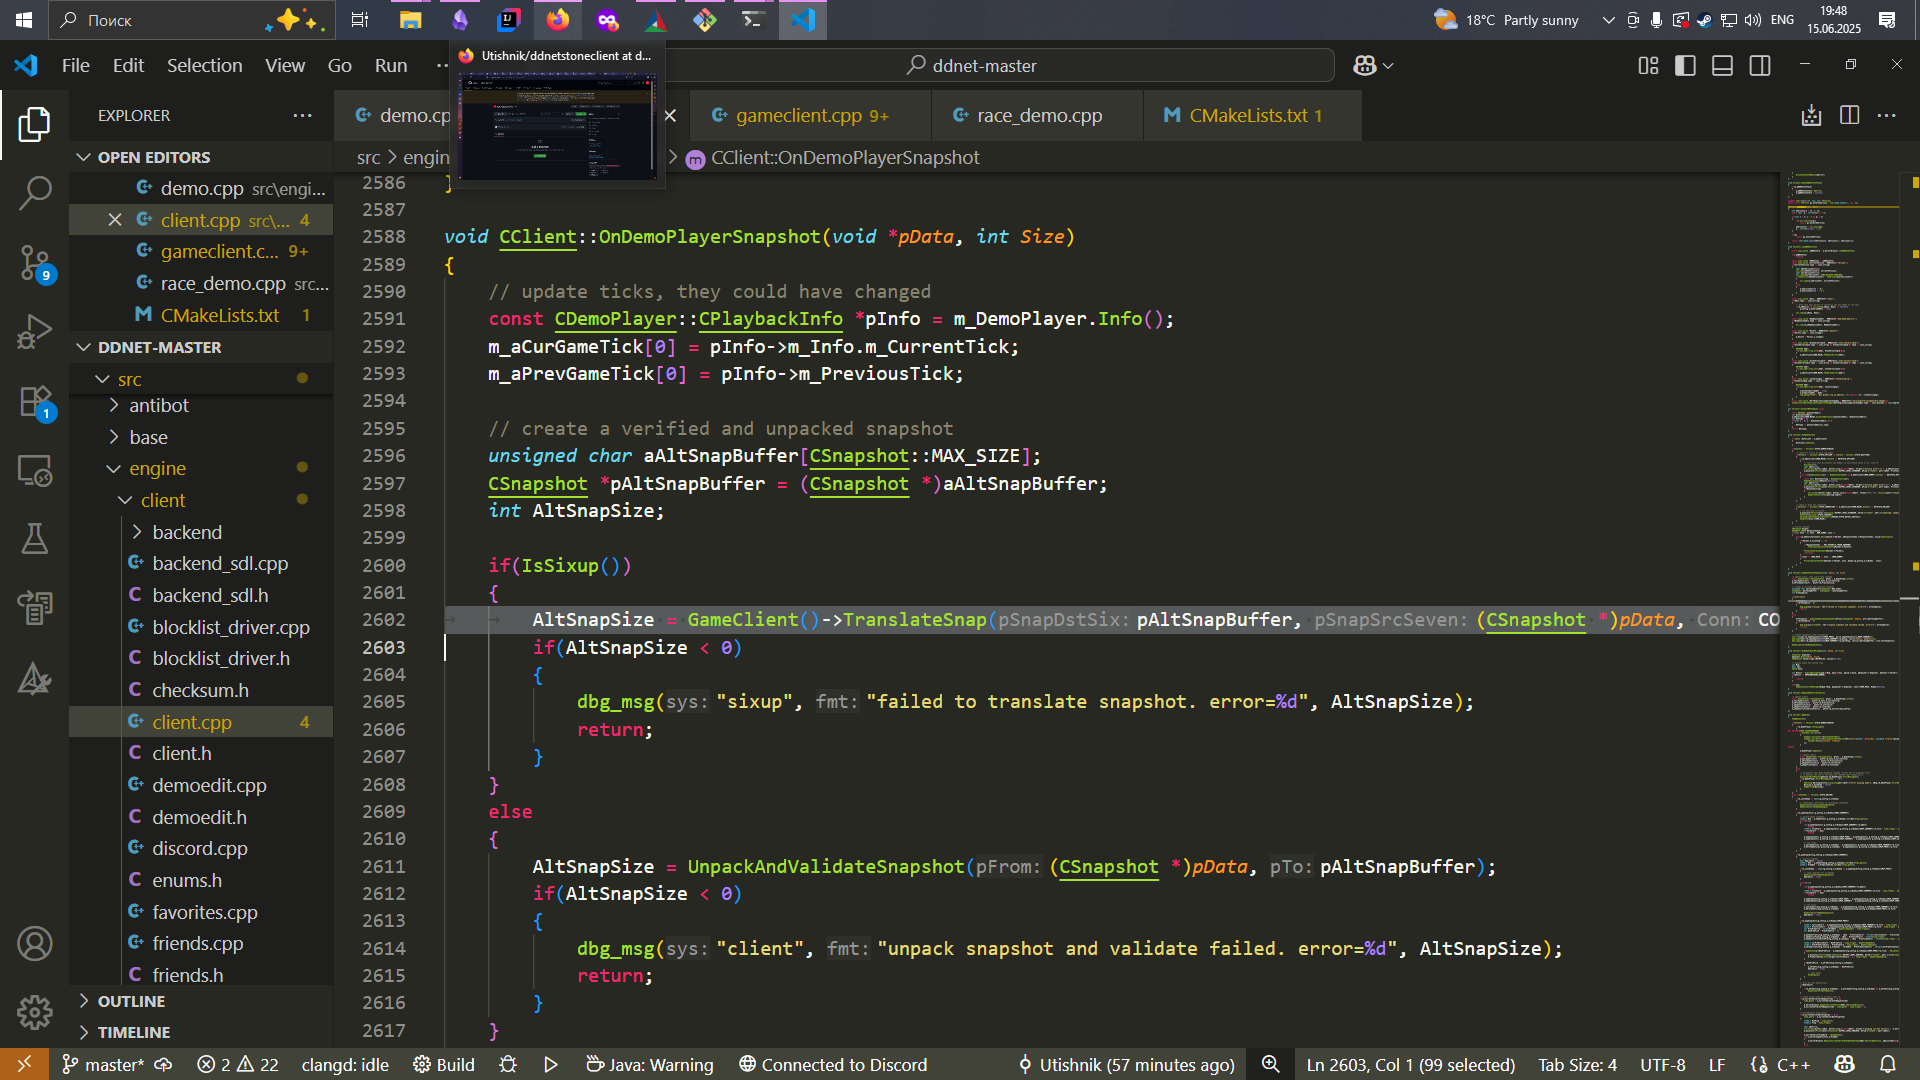 Поиск
18°C Partly sunny
ENG
19:48
15.06.2025
File Edit Selection View Go Run ···
Utishnik/ddnetstoneclient at d...
ddnet-master
EXPLORER
demo.cp
gameclient.cpp 9+
race_demo.cpp
CMakeLists.txt 1
OPEN EDITORS
src > engin
> CClient::OnDemoPlayerSnapshot
demo.cpp src\engi...
client.cpp src\... 4
gameclient.c... 9+
race_demo.cpp src...
CMakeLists.txt 1
DDNET-MASTER
src
antibot
base
engine
client
backend
backend_sdl.cpp
backend_sdl.h
blocklist_driver.cpp
blocklist_driver.h
checksum.h
client.cpp 4
client.h
demoedit.cpp
demoedit.h
discord.cpp
enums.h
favorites.cpp
friends.cpp
friends.h
OUTLINE
TIMELINE
9
1
2586 }
2587
2588 void CClient::OnDemoPlayerSnapshot(void *pData, int Size)
2589 {
2590 // update ticks, they could have changed
2591 const CDemoPlayer::CPlaybackInfo *pInfo = m_DemoPlayer.Info();
2592 m_aCurGameTick[0] = pInfo->m_Info.m_CurrentTick;
2593 m_aPrevGameTick[0] = pInfo->m_PreviousTick;
2594
2595 // create a verified and unpacked snapshot
2596 unsigned char aAltSnapBuffer[CSnapshot::MAX_SIZE];
2597 CSnapshot *pAltSnapBuffer = (CSnapshot *)aAltSnapBuffer;
2598 int AltSnapSize;
2599
2600 if(IsSixup())
2601 {
2602 AltSnapSize = GameClient()->TranslateSnap(pSnapDstSix: pAltSnapBuffer, pSnapSrcSeven: (CSnapshot *)pData, Conn: CO
2603 if(AltSnapSize < 0)
2604 {
2605 dbg_msg(sys: "sixup", fmt: "failed to translate snapshot. error=%d", AltSnapSize);
2606 return;
2607 }
2608 }
2609 else
2610 {
2611 AltSnapSize = UnpackAndValidateSnapshot(pFrom: (CSnapshot *)pData, pTo: pAltSnapBuffer);
2612 if(AltSnapSize < 0)
2613 {
2614 dbg_msg(sys: "client", fmt: "unpack snapshot and validate failed. error=%d", AltSnapSize);
2615 return;
2616 }
2617 }
master* 2 22 clangd: idle Build Java: Warning Connected to Discord Utishnik (57 minutes ago) Ln 2603, Col 1 (99 selected) Tab Size: 4 UTF-8 LF {} C++